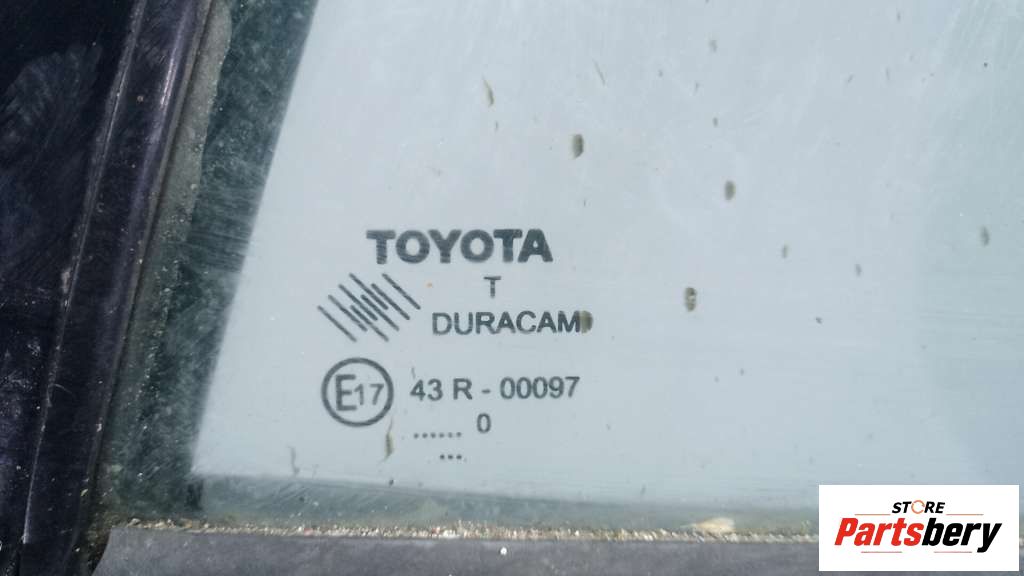 TOYOTA
T
DURACAM
E17
43 R - 00097
...... 0
...
STORE
Partsbery